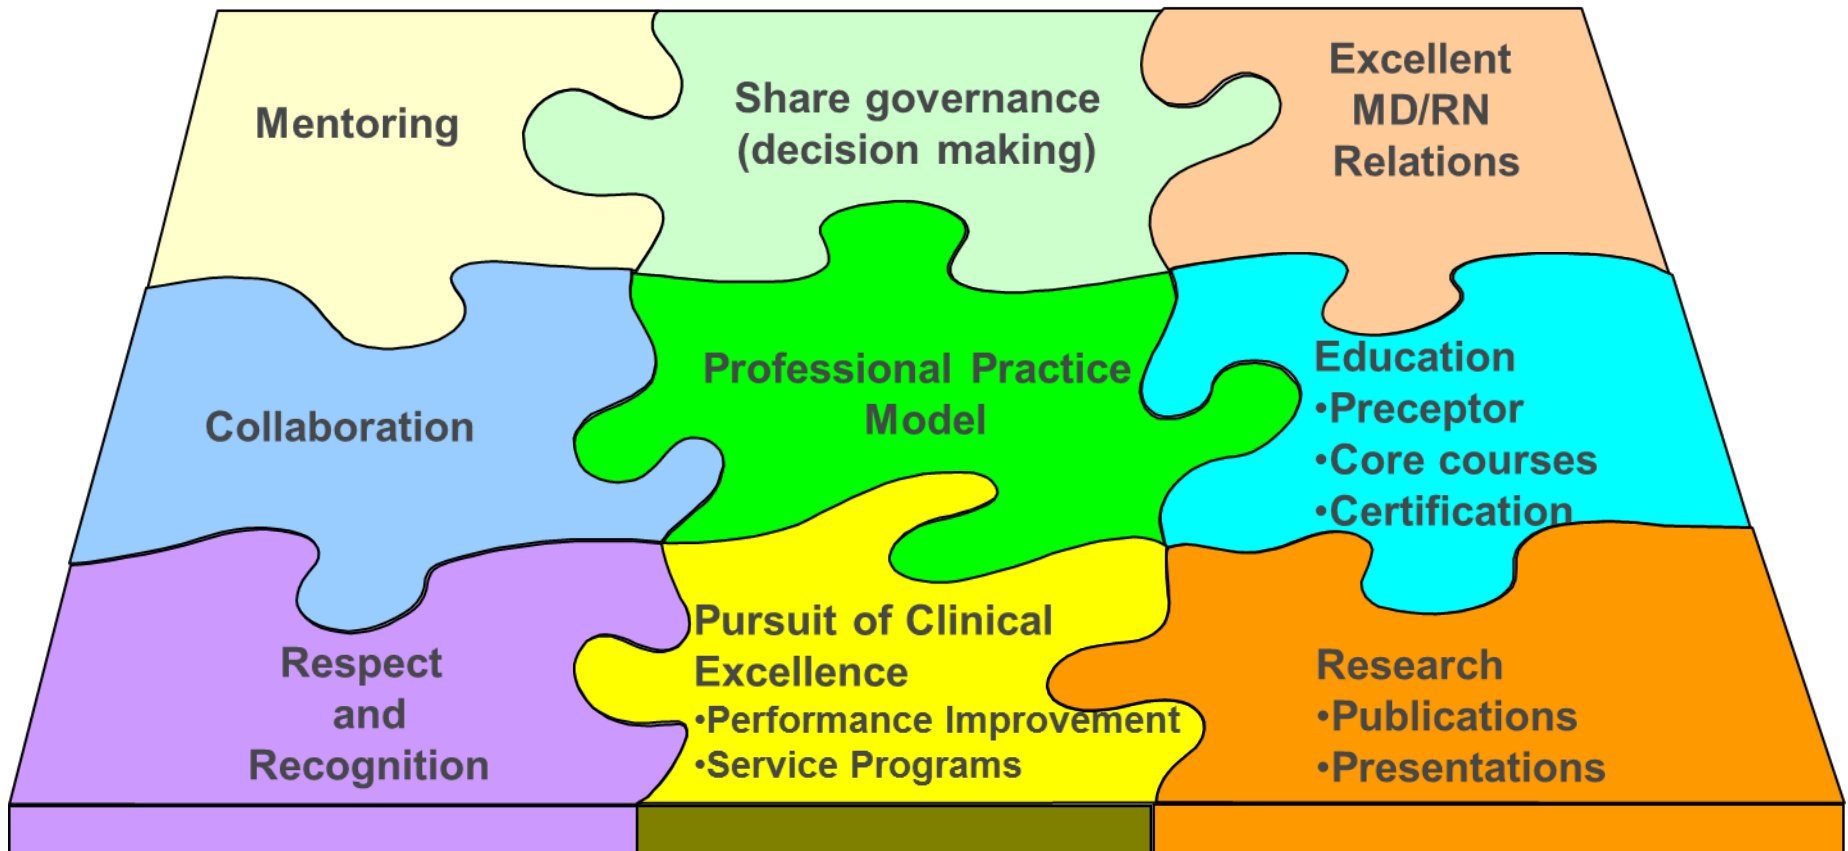 Mentoring
Share governance
(decision making)
Excellent
MD/RN
Relations
Collaboration
Professional Practice
Model
Education
•Preceptor
•Core courses
•Certification
Respect
and
Recognition
Pursuit of Clinical
Excellence
•Performance Improvement
•Service Programs
Research
•Publications
•Presentations